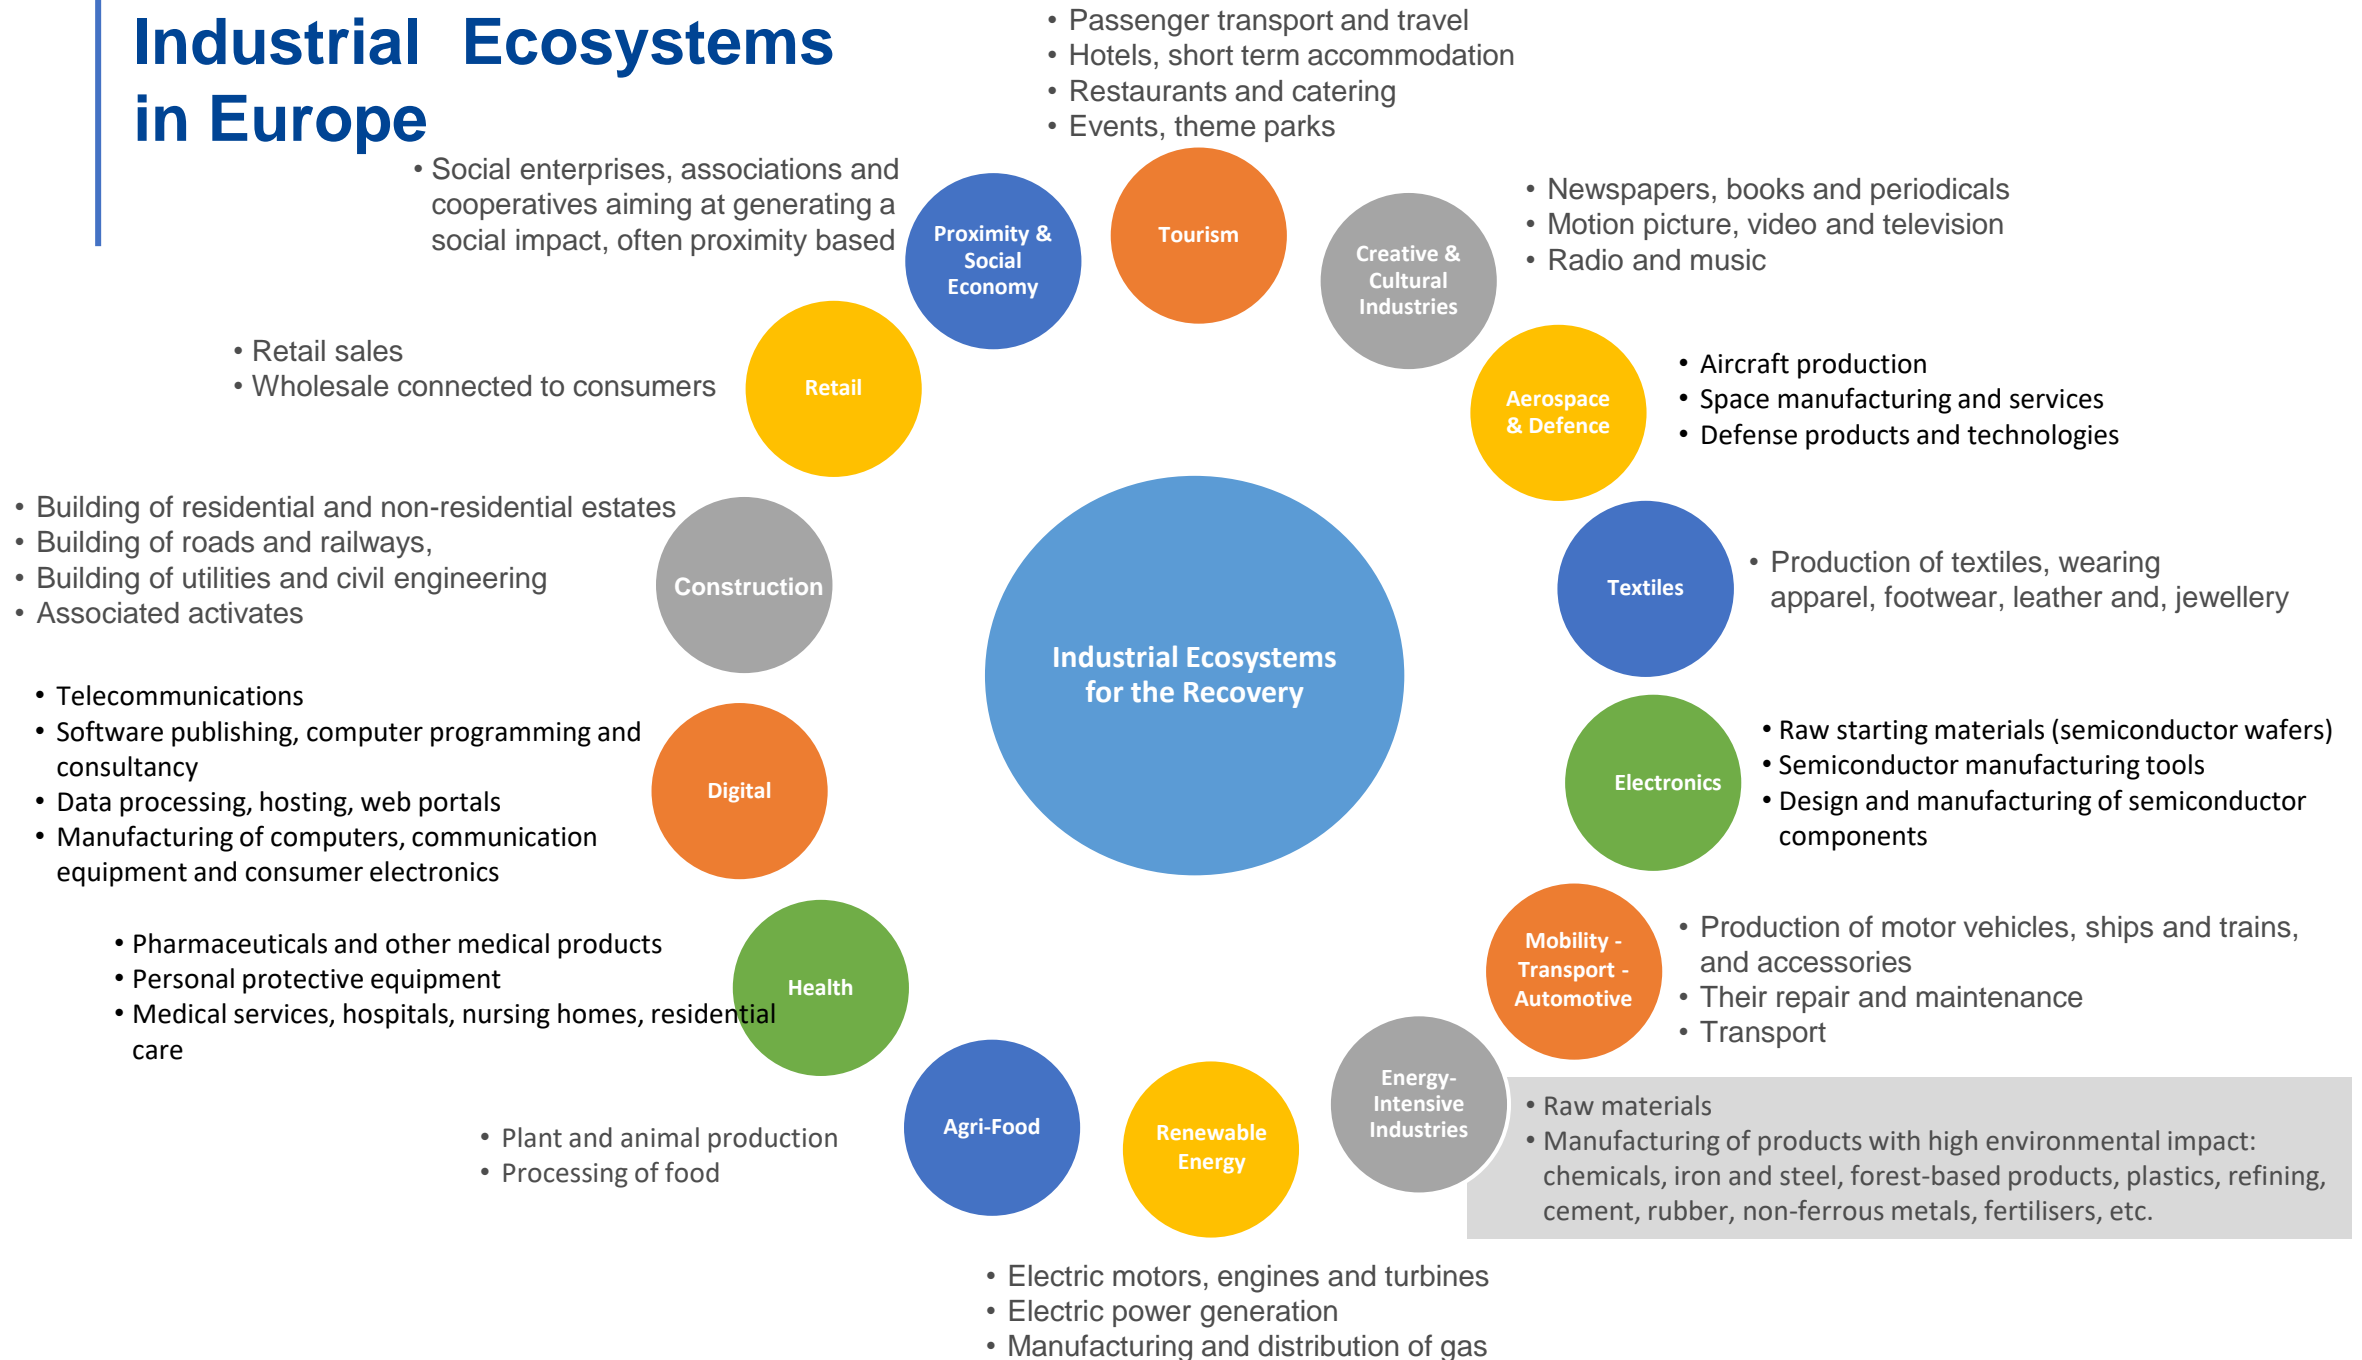 Industrial Ecosystems
in Europe
• Passenger transport and travel
• Hotels, short term accommodation
• Restaurants and catering
• Events, theme parks
Tourism
• Newspapers, books and periodicals
• Motion picture, video and television
• Radio and music
Creative &
Cultural
Industries
• Aircraft production
• Space manufacturing and services
• Defense products and technologies
Aerospace
& Defence
• Production of textiles, wearing
apparel, footwear, leather and, jewellery
Textiles
• Raw starting materials (semiconductor wafers)
• Semiconductor manufacturing tools
• Design and manufacturing of semiconductor
components
Electronics
• Production of motor vehicles, ships and trains,
and accessories
• Their repair and maintenance
• Transport
Mobility -
Transport -
Automotive
• Raw materials
• Manufacturing of products with high environmental impact:
chemicals, iron and steel, forest-based products, plastics, refining,
cement, rubber, non-ferrous metals, fertilisers, etc.
Energy-
Intensive
Industries
Renewable
Energy
• Electric motors, engines and turbines
• Electric power generation
• Manufacturing and distribution of gas
Agri-Food
• Plant and animal production
• Processing of food
Health
• Pharmaceuticals and other medical products
• Personal protective equipment
• Medical services, hospitals, nursing homes, residential
care
Digital
• Telecommunications
• Software publishing, computer programming and
consultancy
• Data processing, hosting, web portals
• Manufacturing of computers, communication
equipment and consumer electronics
Construction
• Building of residential and non-residential estates
• Building of roads and railways,
• Building of utilities and civil engineering
• Associated activates
Retail
• Retail sales
• Wholesale connected to consumers
Proximity &
Social
Economy
• Social enterprises, associations and
cooperatives aiming at generating a
social impact, often proximity based
Industrial Ecosystems
for the Recovery